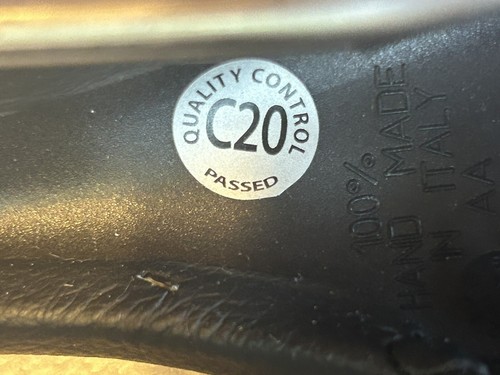 QUALITY CONTROL
C20
PASSED
100%
HAND MADE
IN ITALY
AA